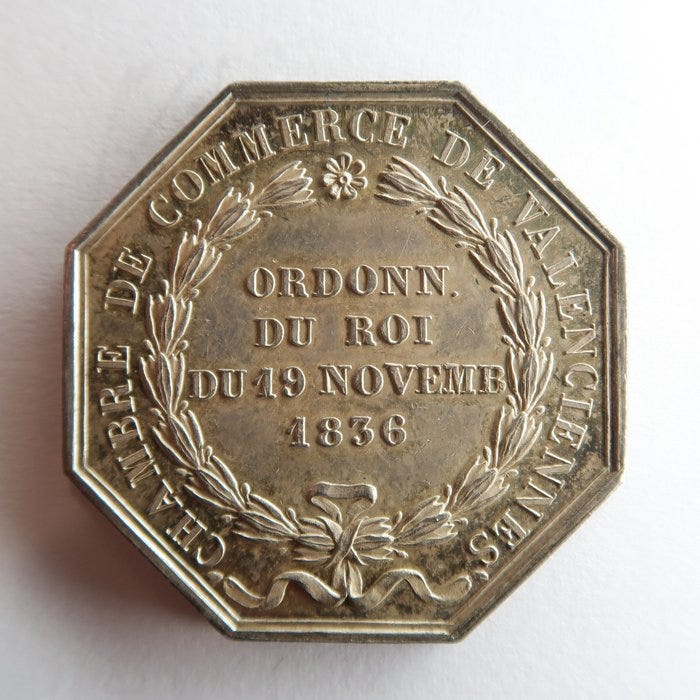 CHAMBRE DE COMMERCE DE VALENCIENNES.
ORDONN.
DU ROI
DU 19 NOVEMB
1836